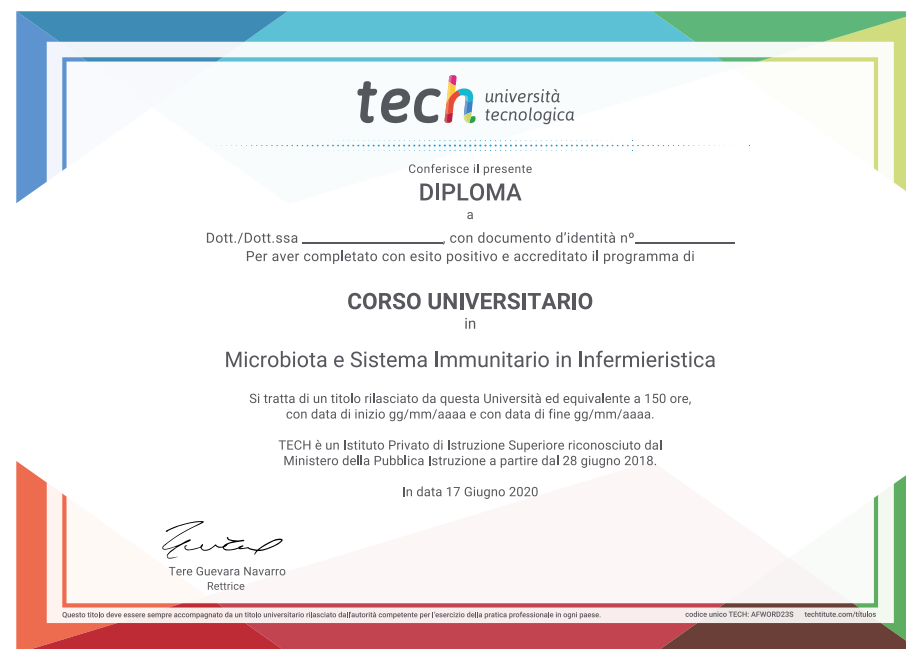 tech università
tecnologica
Conferisce il presente
DIPLOMA
a
Dott./Dott.ssa ____________________, con documento d'identità nº______________
Per aver completato con esito positivo e accreditato il programma di
CORSO UNIVERSITARIO
in
Microbiota e Sistema Immunitario in Infermieristica
Si tratta di un titolo rilasciato da questa Università ed equivalente a 150 ore,
con data di inizio gg/mm/aaaa e con data di fine gg/mm/aaaa.
TECH è un Istituto Privato di Istruzione Superiore riconosciuto dal
Ministero della Pubblica Istruzione a partire dal 28 giugno 2018.
In data 17 Giugno 2020
Tere Guevara Navarro
Rettrice
Questo titolo deve essere sempre accompagnato da un titolo universitario rilasciato dall'autorità competente per l'esercizio della pratica professionale in ogni paese. codice unico TECH: AFWORD23S techtitute.com/titulos